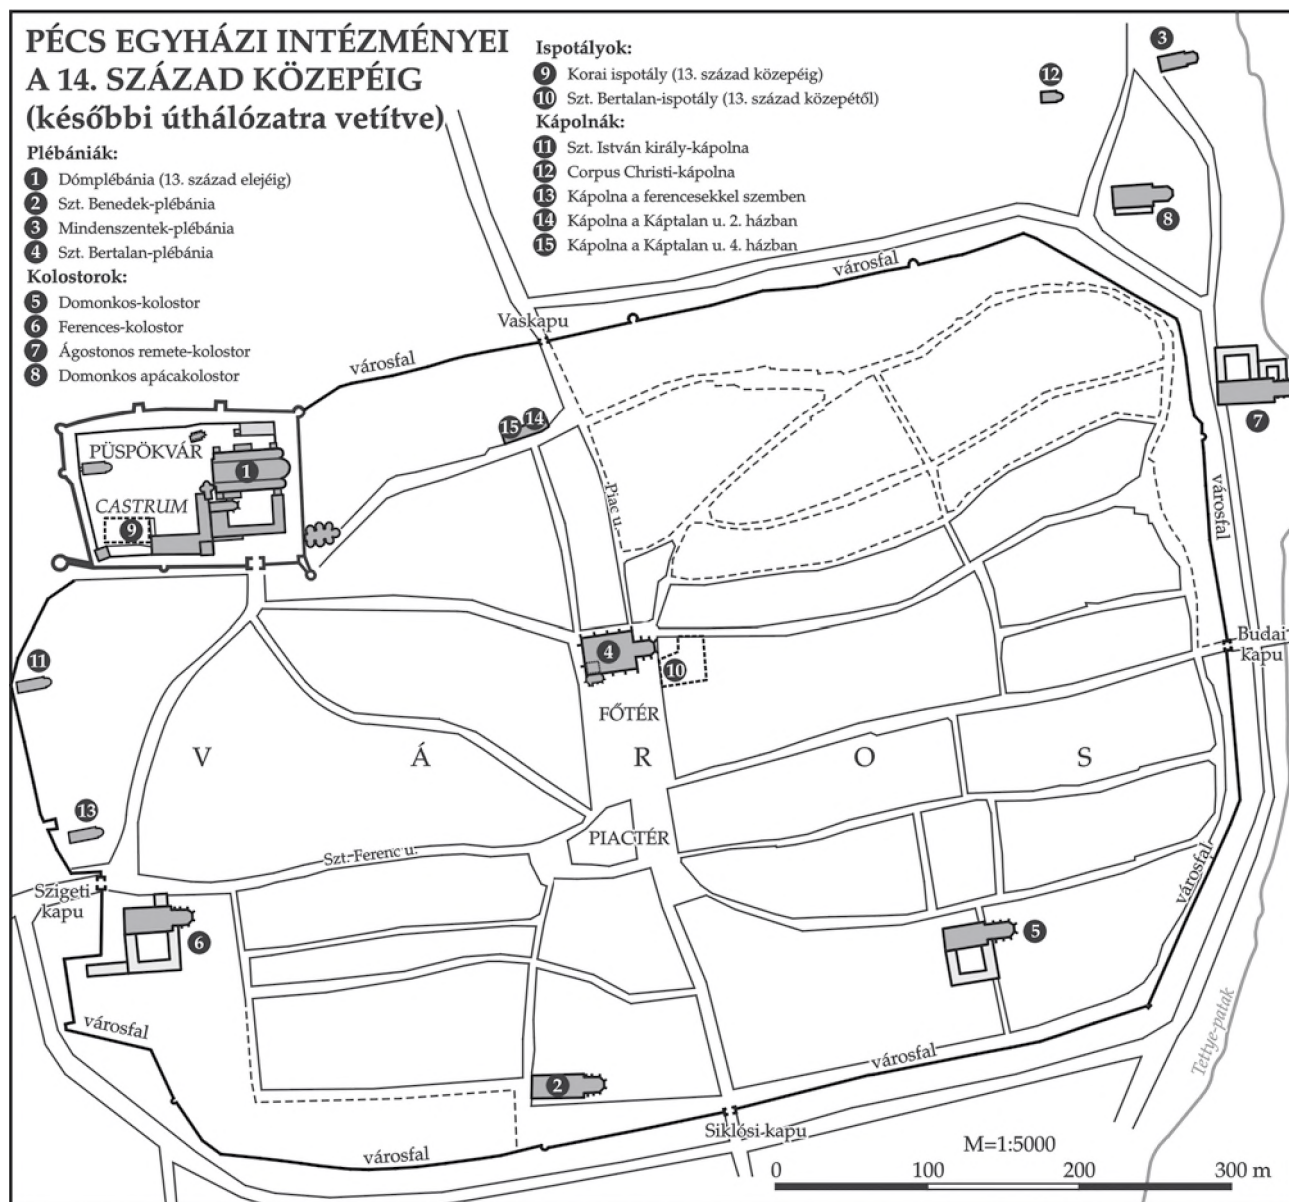 PÉCS EGYHÁZI INTÉZMÉNYEI
A 14. SZÁZAD KÖZEPÉIG
(későbbi úthálózatra vetítve)
Plébániák:
1 Dómplébánia (13. század elejéig)
2 Szt. Benedek-plébánia
3 Mindenszentek-plébánia
4 Szt. Bertalan-plébánia
Kolostorok:
5 Domonkos-kolostor
6 Ferences-kolostor
7 Ágostonos remete-kolostor
8 Domonkos apácakolostor
Ispotályok:
9 Korai ispotály (13. század közepéig)
10 Szt. Bertalan-ispotály (13. század közepétől)
Kápolnák:
11 Szt. István király-kápolna
12 Corpus Christi-kápolna
13 Kápolna a ferencesekkel szemben
14 Kápolna a Káptalan u. 2. házban
15 Kápolna a Káptalan u. 4. házban
3
12
8
városfal
Vaskapu
városfal
7
15 14
PÜSPÖKVÁR
1
CASTRUM
9
Piac u.
városfal
Budai
kapu
4
10
11
FŐTÉR
V Á R O S
13
PIACTÉR
Szt. Ferenc u.
Szigeti
kapu
városfal
6
5
városfal
városfal
2
Tettye-patak
Siklósi kapu
városfal
M=1:5000
0 100 200 300 m